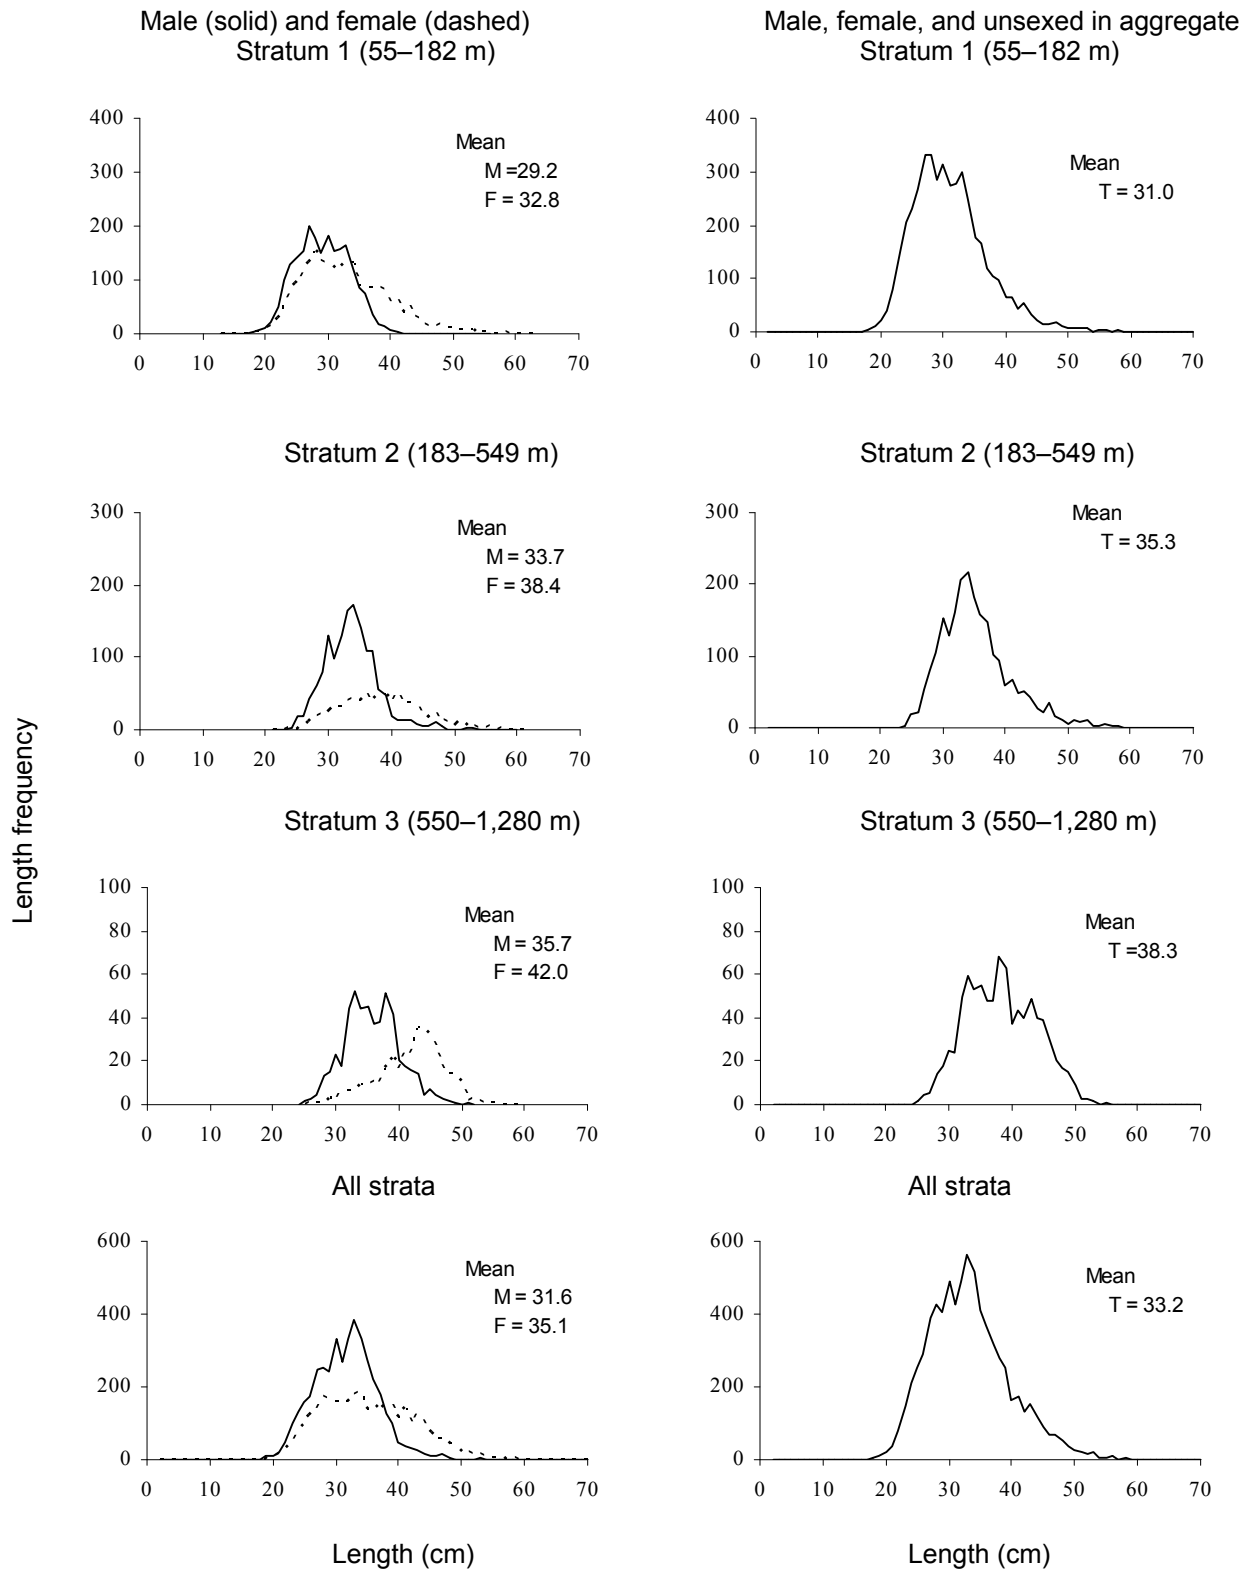 Male (solid) and female (dashed)
Stratum 1 (55–182 m)
400
300
200
100
0
Mean
M =29.2
F = 32.8
0 10 20 30 40 50 60 70
Male, female, and unsexed in aggregate
Stratum 1 (55–182 m)
400
300
200
100
0
Mean
T = 31.0
0 10 20 30 40 50 60 70
Stratum 2 (183–549 m)
300
200
100
0
Mean
M = 33.7
F = 38.4
0 10 20 30 40 50 60 70
Stratum 2 (183–549 m)
300
200
100
0
Mean
T = 35.3
0 10 20 30 40 50 60 70
Length frequency
Stratum 3 (550–1,280 m)
100
80
60
40
20
0
Mean
M = 35.7
F = 42.0
0 10 20 30 40 50 60 70
Stratum 3 (550–1,280 m)
100
80
60
40
20
0
Mean
T =38.3
0 10 20 30 40 50 60 70
All strata
600
400
200
0
Mean
M = 31.6
F = 35.1
0 10 20 30 40 50 60 70
Length (cm)
All strata
600
400
200
0
Mean
T = 33.2
0 10 20 30 40 50 60 70
Length (cm)